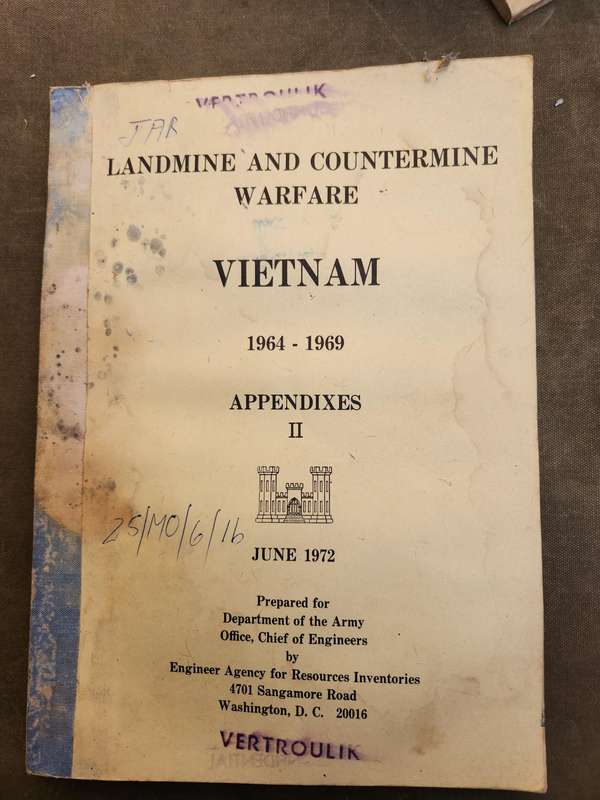 VERTROULIK
JAR
LANDMINE AND COUNTERMINE
WARFARE
VIETNAM
1964 - 1969
APPENDIXES
II
25/MO/6/16
JUNE 1972
Prepared for
Department of the Army
Office, Chief of Engineers
by
Engineer Agency for Resources Inventories
4701 Sangamore Road
Washington, D. C. 20016
VERTROULIK